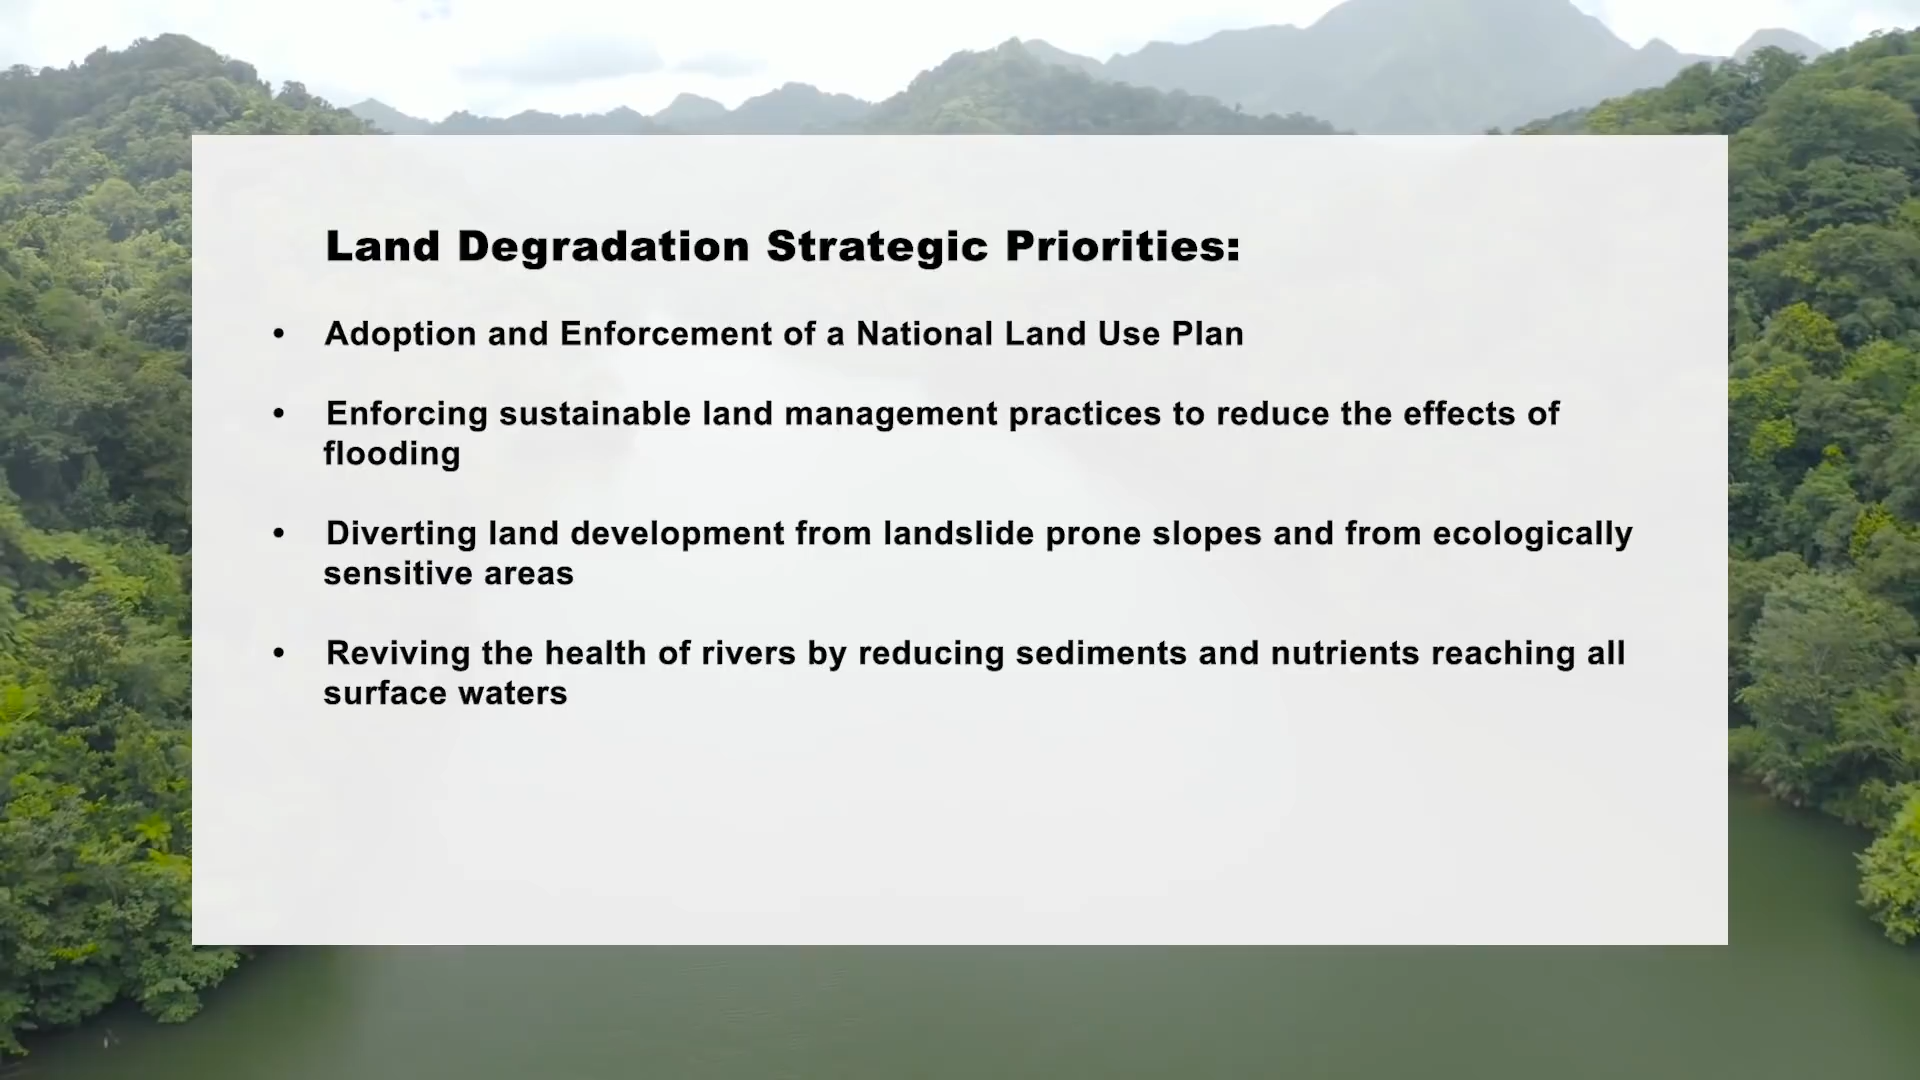 Land Degradation Strategic Priorities:
• Adoption and Enforcement of a National Land Use Plan
• Enforcing sustainable land management practices to reduce the effects of
flooding
• Diverting land development from landslide prone slopes and from ecologically
sensitive areas
• Reviving the health of rivers by reducing sediments and nutrients reaching all
surface waters